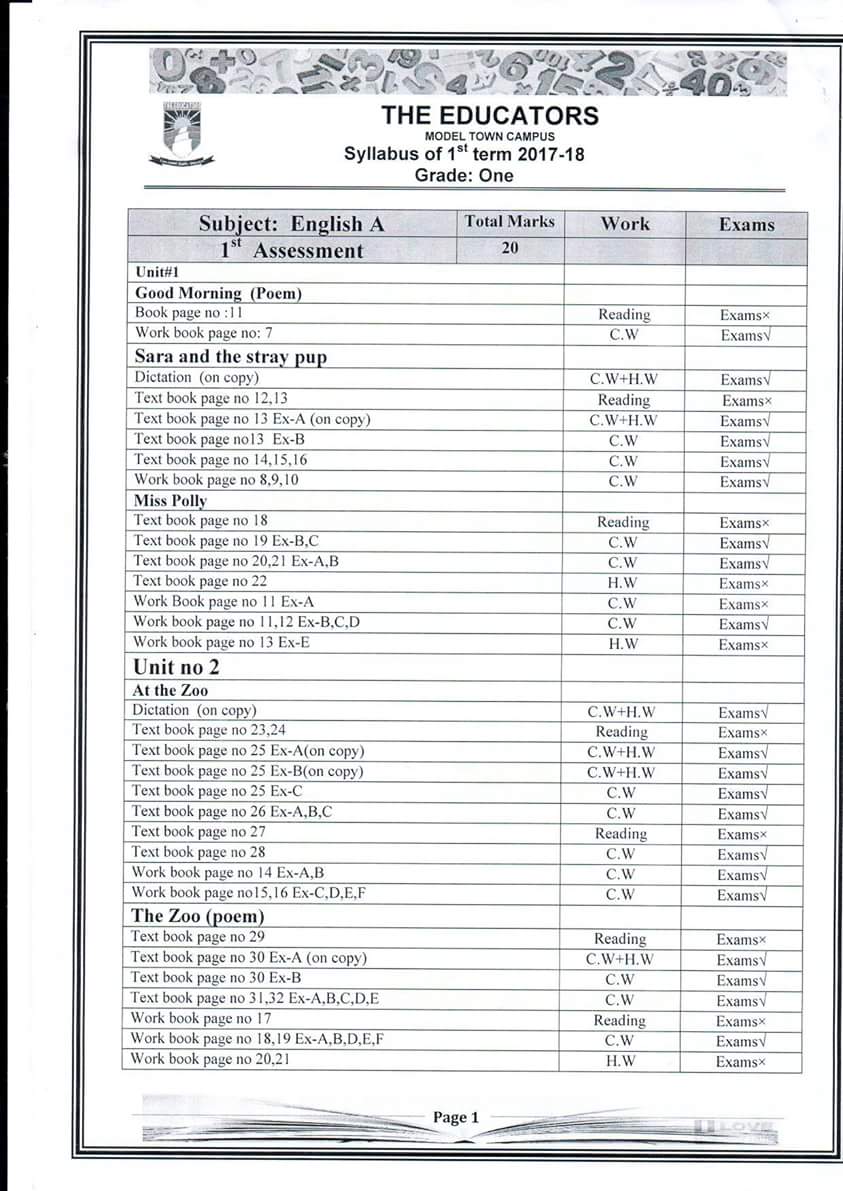 THE EDUCATORS
THE EDUCATORS
MODEL TOWN CAMPUS
Syllabus of 1st term 2017-18
Grade: One
Subject: English A Total Marks Work Exams
1st Assessment 20
Unit#1
Good Morning (Poem)
Book page no :11 Reading Exams×
Work book page no: 7 C.W Exams√
Sara and the stray pup
Dictation (on copy) C.W+H.W Exams√
Text book page no 12,13 Reading Exams×
Text book page no 13 Ex-A (on copy) C.W+H.W Exams√
Text book page no13 Ex-B C.W Exams√
Text book page no 14,15,16 C.W Exams√
Work book page no 8,9,10 C.W Exams√
Miss Polly
Text book page no 18 Reading Exams×
Text book page no 19 Ex-B,C C.W Exams√
Text book page no 20,21 Ex-A,B C.W Exams√
Text book page no 22 H.W Exams×
Work Book page no 11 Ex-A C.W Exams×
Work book page no 11,12 Ex-B,C,D C.W Exams√
Work book page no 13 Ex-E H.W Exams×
Unit no 2
At the Zoo
Dictation (on copy) C.W+H.W Exams√
Text book page no 23,24 Reading Exams×
Text book page no 25 Ex-A(on copy) C.W+H.W Exams√
Text book page no 25 Ex-B(on copy) C.W+H.W Exams√
Text book page no 25 Ex-C C.W Exams√
Text book page no 26 Ex-A,B,C C.W Exams√
Text book page no 27 Reading Exams×
Text book page no 28 C.W Exams√
Work book page no 14 Ex-A,B C.W Exams√
Work book page no15,16 Ex-C,D,E,F C.W Exams√
The Zoo (poem)
Text book page no 29 Reading Exams×
Text book page no 30 Ex-A (on copy) C.W+H.W Exams√
Text book page no 30 Ex-B C.W Exams√
Text book page no 31,32 Ex-A,B,C,D,E C.W Exams√
Work book page no 17 Reading Exams×
Work book page no 18,19 Ex-A,B,D,E,F C.W Exams√
Work book page no 20,21 H.W Exams×
Page 1
LOVE